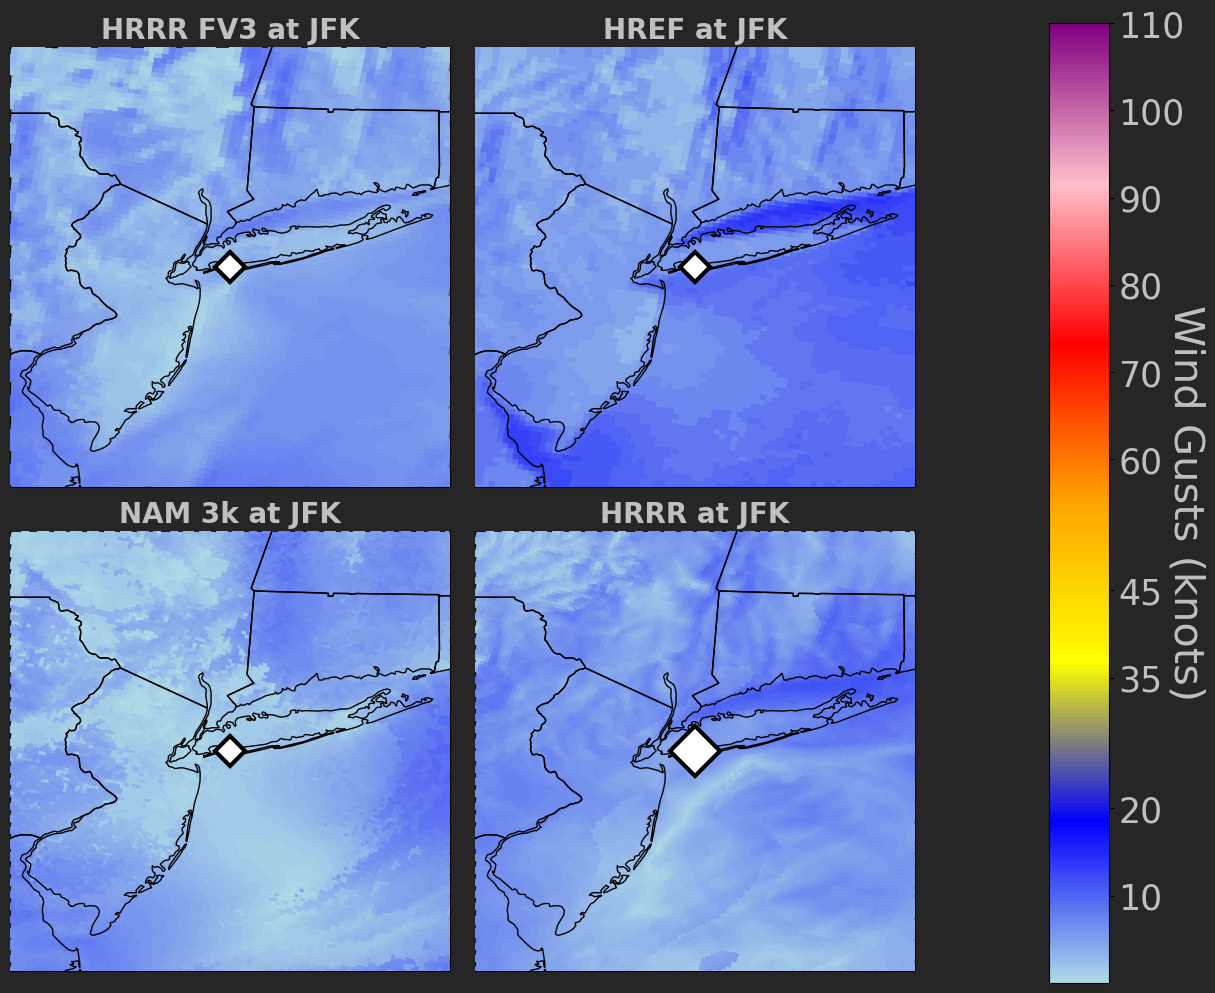 HRRR FV3 at JFK
HREF at JFK
NAM 3k at JFK
HRRR at JFK
110
100
90
80
70
60
45
35
20
10
Wind Gusts (knots)